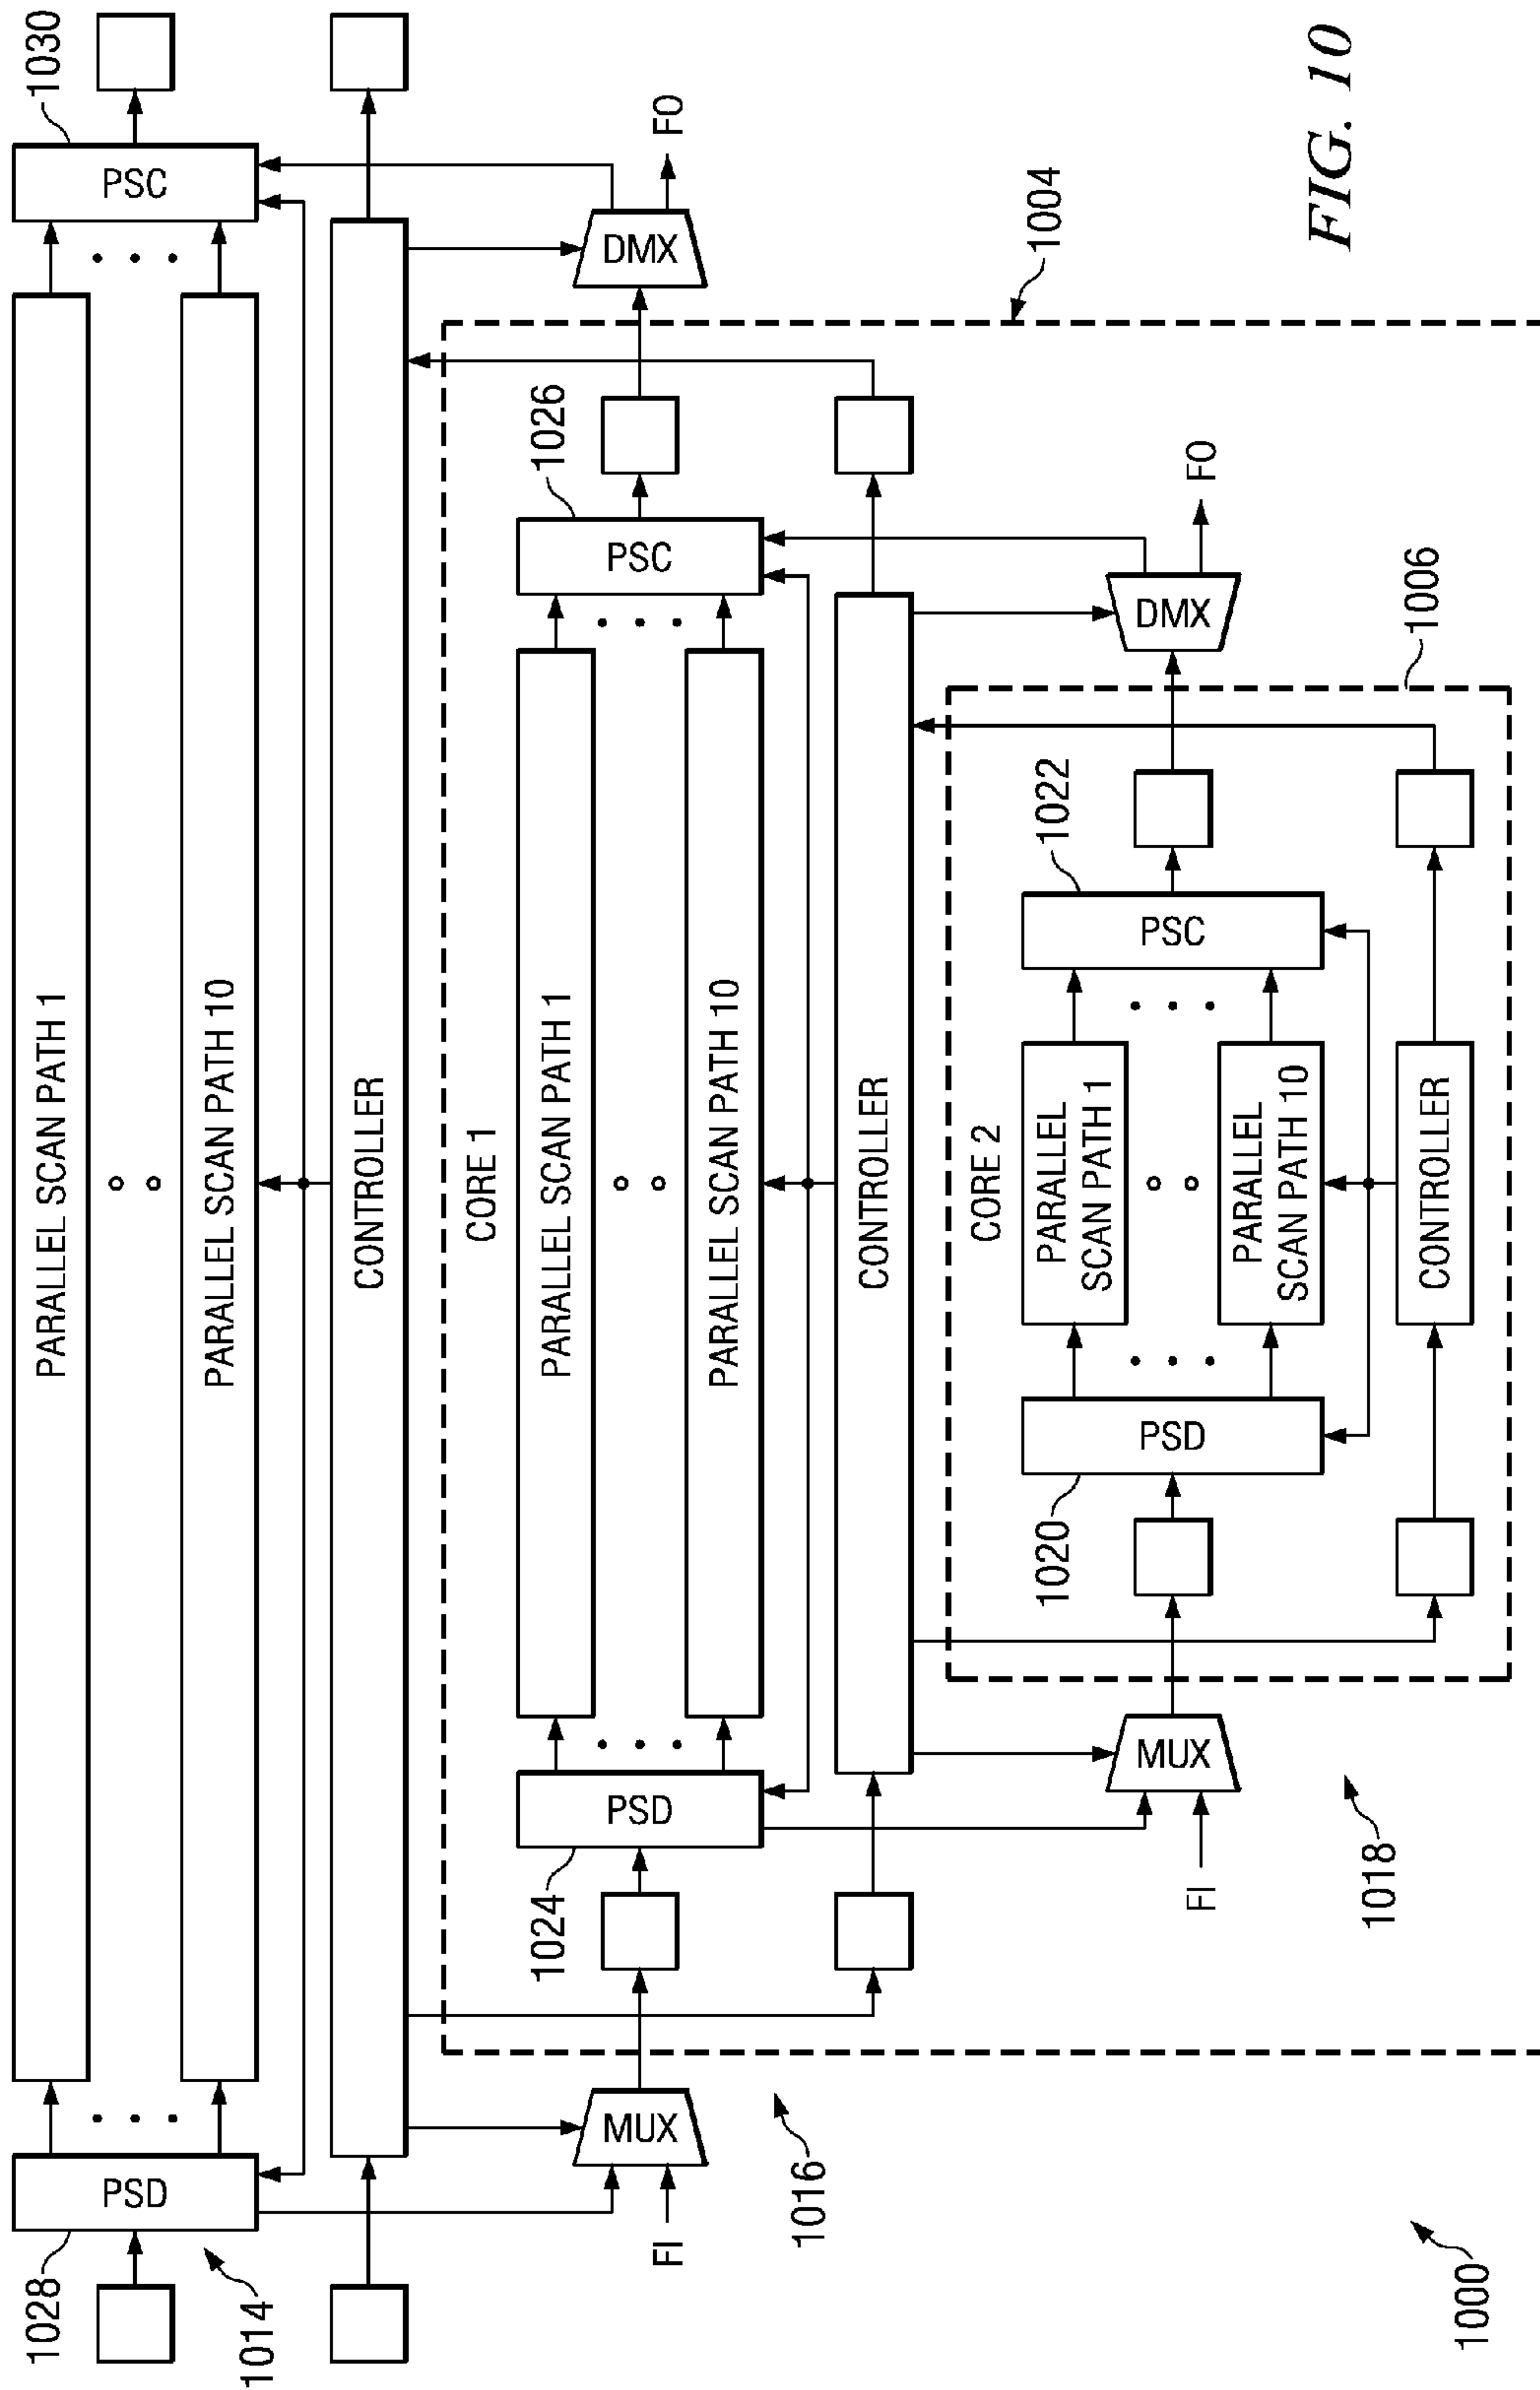 1028
1014
PSD
PARALLEL SCAN PATH 1
PARALLEL SCAN PATH 10
PSC
1030
CONTROLLER
FI
MUX
1016
DMX
FO
1004
CORE 1
1024
PSD
PARALLEL SCAN PATH 1
PARALLEL SCAN PATH 10
PSC
1026
CONTROLLER
FI
MUX
1018
DMX
FO
1006
CORE 2
1020
PSD
PARALLEL
SCAN PATH 1
PARALLEL
SCAN PATH 10
PSC
1022
CONTROLLER
1000
FIG. 10